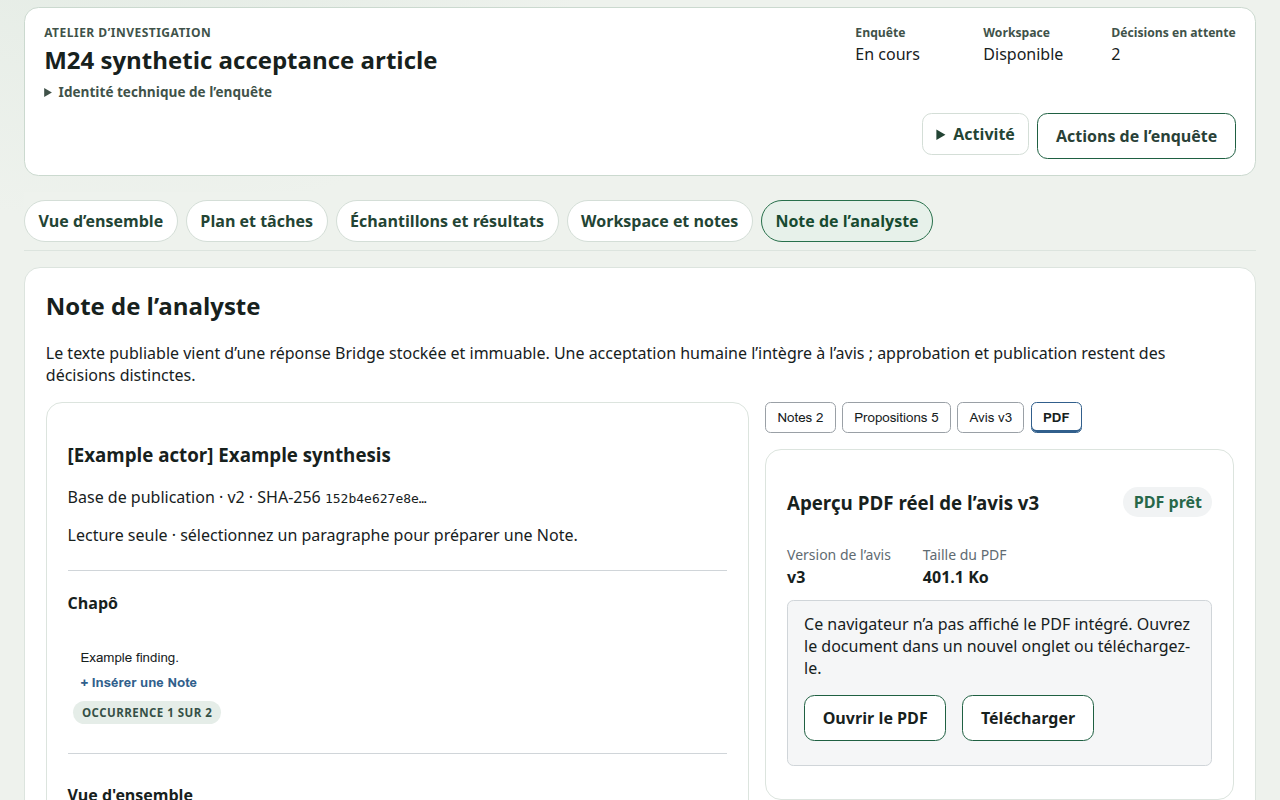 ATELIER D’INVESTIGATION
M24 synthetic acceptance article
▶ Identité technique de l’enquête
Enquête
En cours
Workspace
Disponible
Décisions en attente
2
▶ Activité
Actions de l’enquête
Vue d’ensemble
Plan et tâches
Échantillons et résultats
Workspace et notes
Note de l’analyste
Note de l’analyste
Le texte publiable vient d’une réponse Bridge stockée et immuable. Une acceptation humaine l’intègre à l’avis ; approbation et publication restent des
décisions distinctes.
[Example actor] Example synthesis
Base de publication · v2 · SHA-256 152b4e627e8e…
Lecture seule · sélectionnez un paragraphe pour préparer une Note.
Chapô
Example finding.
+ Insérer une Note
OCCURRENCE 1 SUR 2
Vue d'ensemble
Notes 2
Propositions 5
Avis v3
PDF
Aperçu PDF réel de l’avis v3
PDF prêt
Version de l’avis
v3
Taille du PDF
401.1 Ko
Ce navigateur n’a pas affiché le PDF intégré. Ouvrez
le document dans un nouvel onglet ou téléchargez-
le.
Ouvrir le PDF
Télécharger